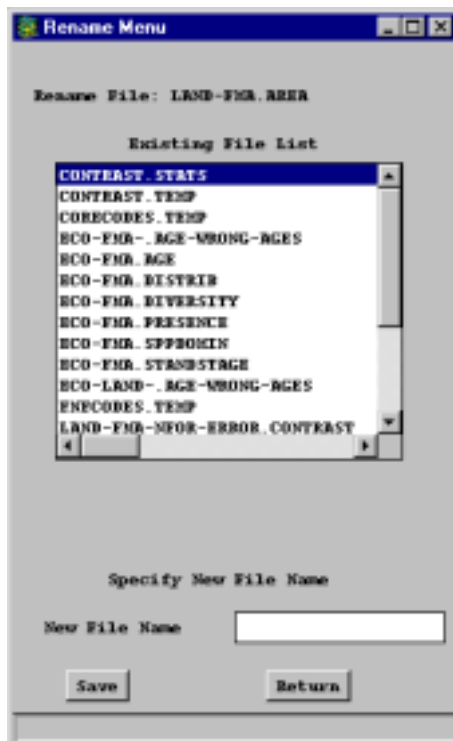 Rename Menu
Rename File: LAND-FMA.AREA
Existing File List
CONTRAST.STATS
CONTRAST.TEMP
CORECODES.TEMP
ECO-FMA-.AGE-WRONG-AGES
ECO-FMA.AGE
ECO-FMA.DISTRIB
ECO-FMA.DIVERSITY
ECO-FMA.PRESENCE
ECO-FMA.SPPDOMIN
ECO-FMA.STANDSTAGE
ECO-LAND-.AGE-WRONG-AGES
ENFCODES.TEMP
LAND-FMA-NFOR-ERROR.CONTRAST
Specify New File Name
New File Name
Save
Return